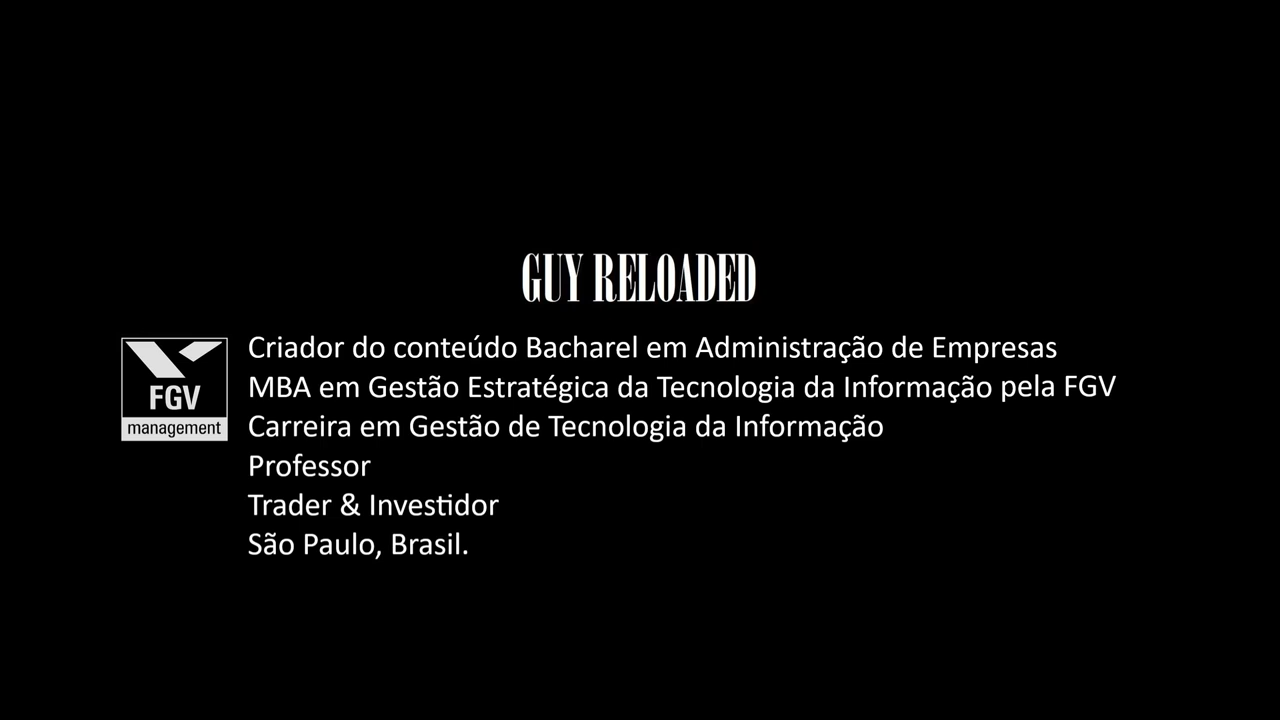 GUY RELOADED
Criador do conteúdo Bacharel em Administração de Empresas
MBA em Gestão Estratégica da Tecnologia da Informação pela FGV
Carreira em Gestão de Tecnologia da Informação
Professor
Trader & Investidor
São Paulo, Brasil.
FGV
management